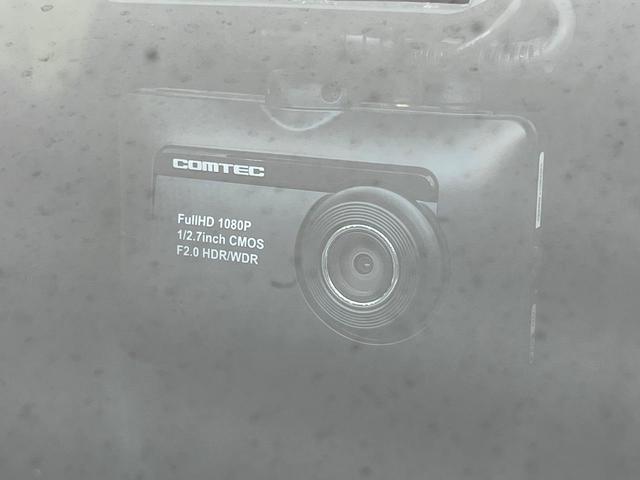 COMTEC
FullHD 1080P
1/2.7inch CMOS
F2.0 HDR/WDR